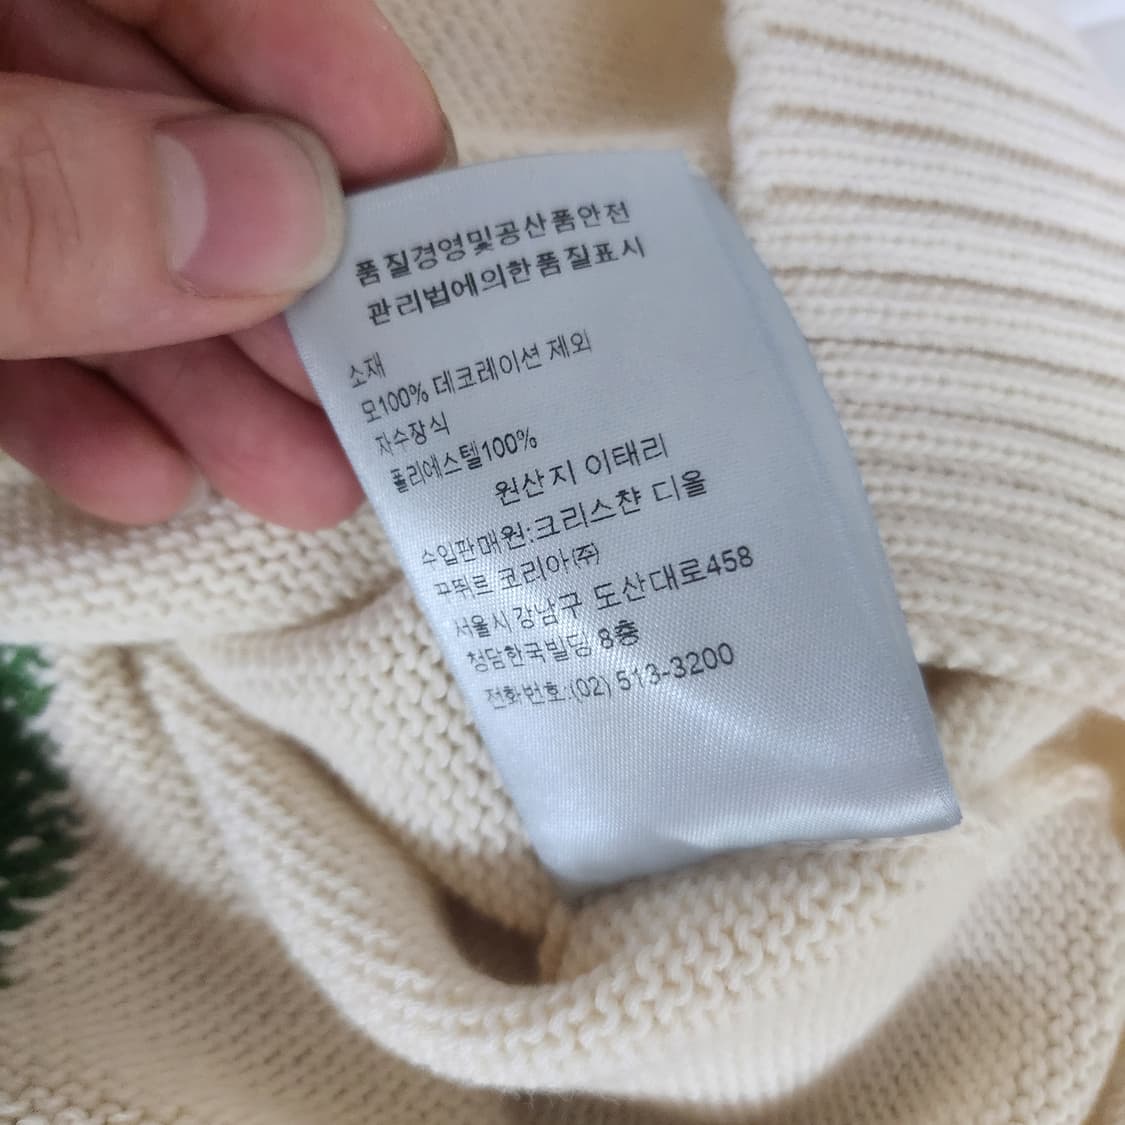 품질경영및공산품안전
관리법에의한품질표시
소재
모100% 데코레이션 제외
자수장식
폴리에스텔100%
원산지 이태리
수입판매원:크리스챤 디올
꾸뛰르 코리아(주)
서울시강남구 도산대로458
청담한국빌딩 8층
전화번호:(02) 513-3200